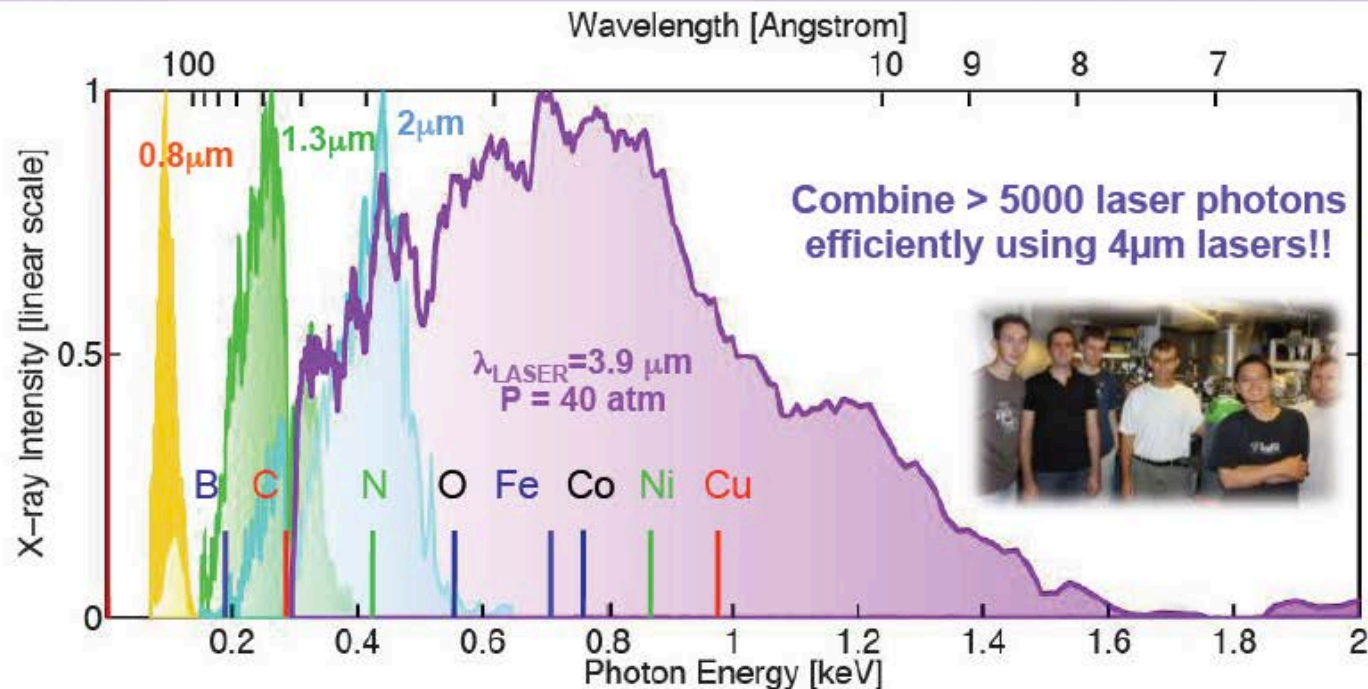 Wavelength [Angstrom]
100 10 9 8 7
1
0.8μm
1.3μm
2μm
Combine > 5000 laser photons
efficiently using 4μm lasers!!
X-ray Intensity [linear scale]
0.5
λLASER=3.9 μm
P = 40 atm
B C N O Fe Co Ni Cu
0
0.2 0.4 0.6 0.8 1 1.2 1.4 1.6 1.8 2
Photon Energy [keV]